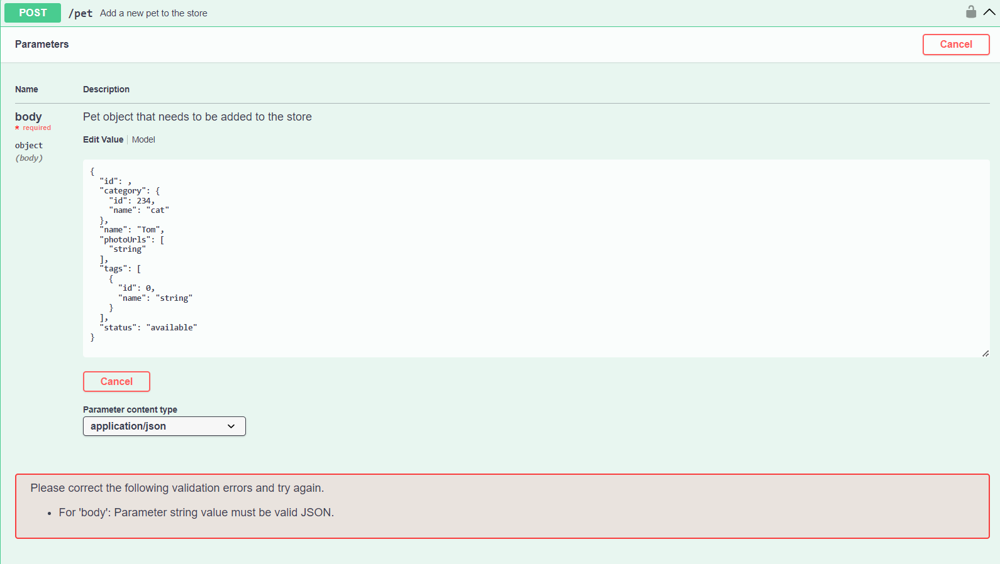 POST /pet Add a new pet to the store
Parameters
Cancel
Name Description
body
* required
object
(body)
Pet object that needs to be added to the store
Edit Value Model
{
  "id": ,
  "category": {
    "id": 234,
    "name": "cat"
  },
  "name": "Tom",
  "photoUrls": [
    "string"
  ],
  "tags": [
    {
      "id": 0,
      "name": "string"
    }
  ],
  "status": "available"
}
Cancel
Parameter content type
application/json
Please correct the following validation errors and try again.
• For 'body': Parameter string value must be valid JSON.